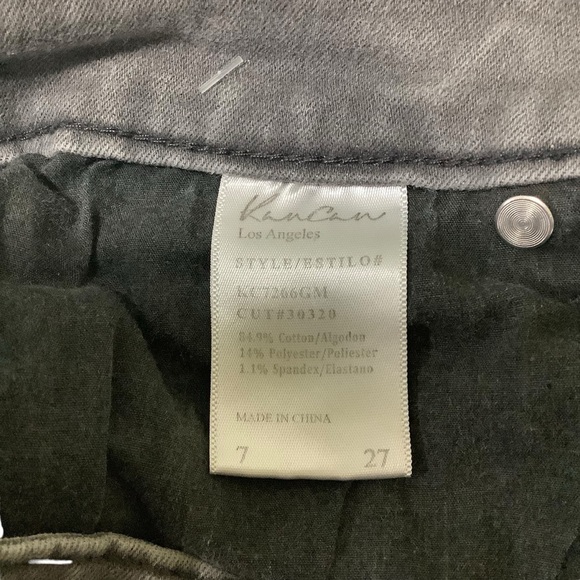 KanCan
Los Angeles
STYLE/ESTILO#
KC7266GM
CUT#30320
84.9% Cotton/Algodon
14% Polyester/Poliester
1.1% Spandex/Elastano
MADE IN CHINA
7 27